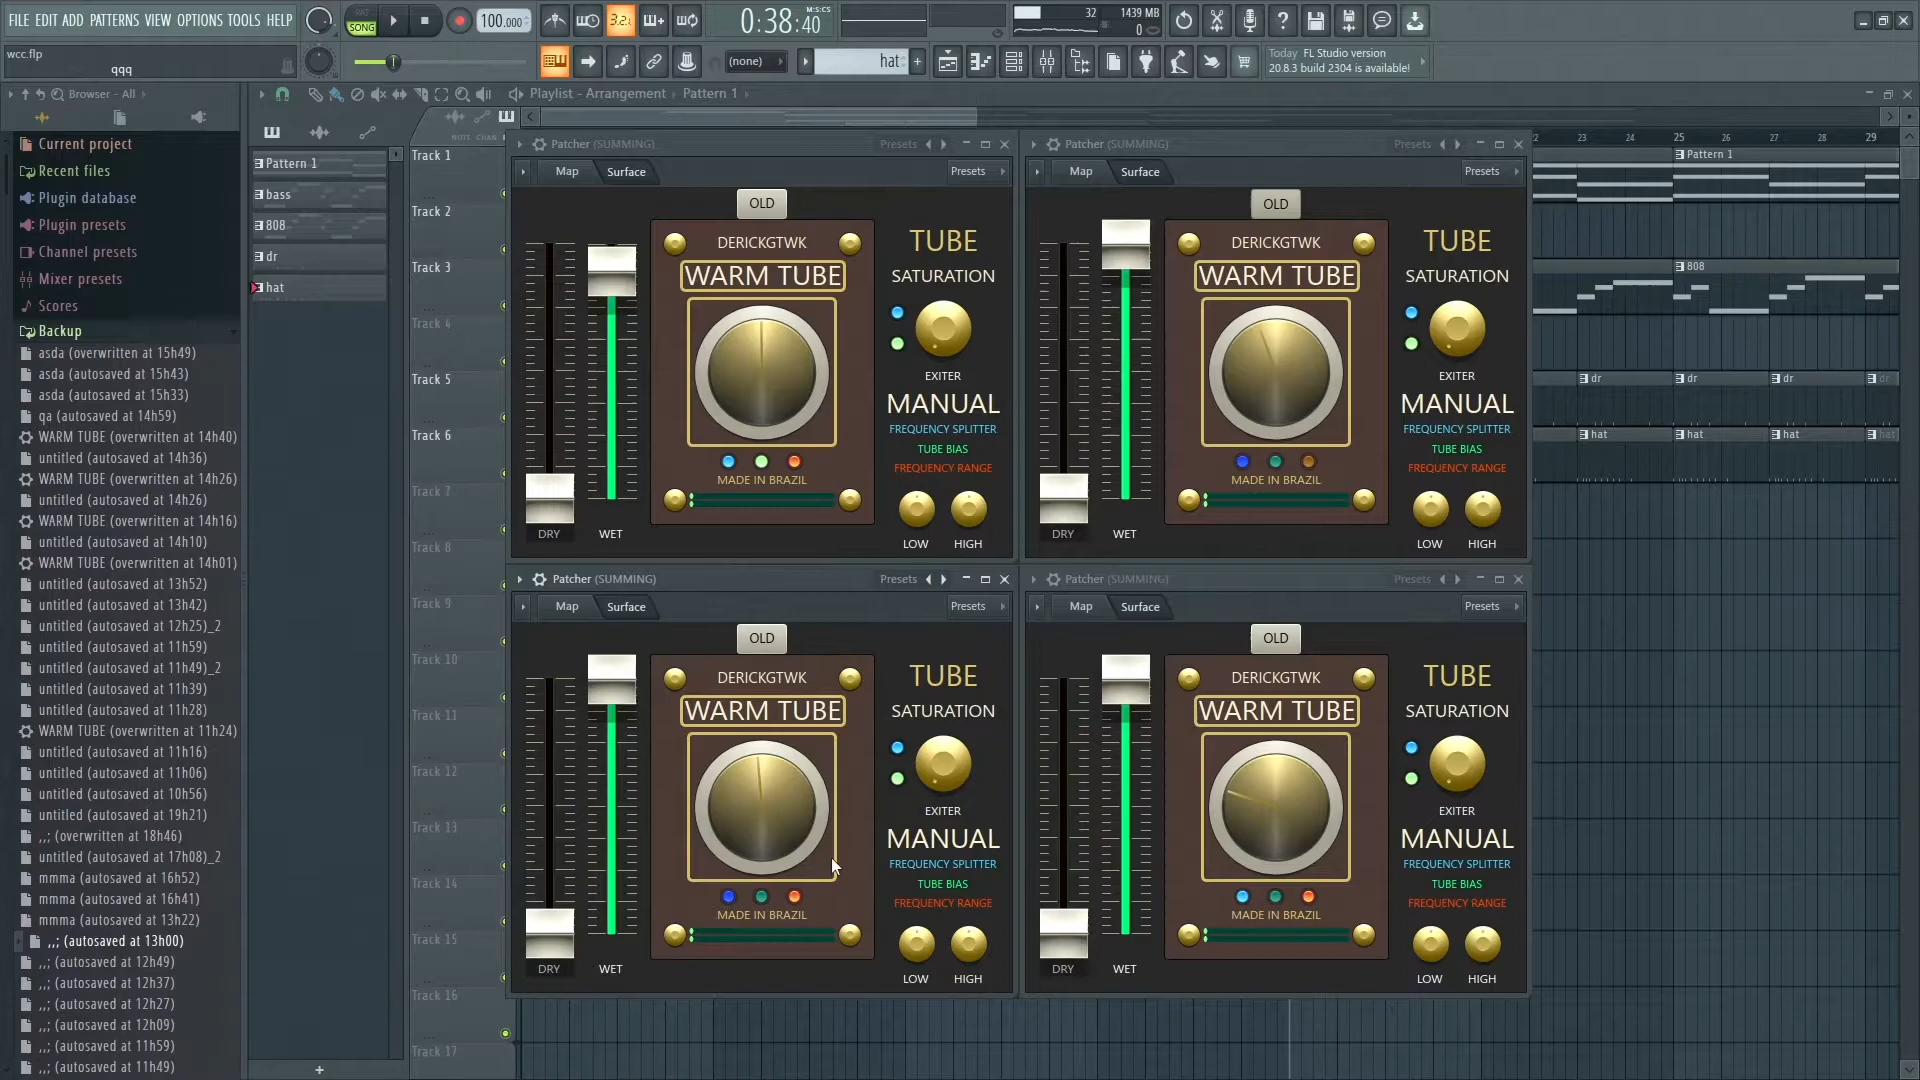 FILE EDIT ADD PATTERNS VIEW OPTIONS TOOLS HELP
PAT
SONG
100.000
3.2.
0:38:40
M:S:CS
32
1439 MB
0
wcc.flp
qqq
(none)
hat
Today FL Studio version
20.8.3 build 2304 is available!
Browser - All
Playlist - Arrangement
Pattern 1
NOTE CHAN
Current project
Recent files
Plugin database
Plugin presets
Channel presets
Mixer presets
Scores
Backup
asda (overwritten at 15h49)
asda (autosaved at 15h43)
asda (autosaved at 15h33)
qa (autosaved at 14h59)
WARM TUBE (overwritten at 14h40)
untitled (autosaved at 14h36)
WARM TUBE (overwritten at 14h26)
untitled (autosaved at 14h26)
WARM TUBE (overwritten at 14h16)
untitled (autosaved at 14h10)
WARM TUBE (overwritten at 14h01)
untitled (autosaved at 13h52)
untitled (autosaved at 13h42)
untitled (autosaved at 12h25)_2
untitled (autosaved at 11h59)
untitled (autosaved at 11h49)_2
untitled (autosaved at 11h39)
untitled (autosaved at 11h28)
WARM TUBE (overwritten at 11h24)
untitled (autosaved at 11h16)
untitled (autosaved at 11h06)
untitled (autosaved at 10h56)
untitled (autosaved at 19h21)
,,; (overwritten at 18h46)
untitled (autosaved at 17h08)_2
mmma (autosaved at 16h52)
mmma (autosaved at 16h41)
mmma (autosaved at 13h22)
,,; (autosaved at 13h00)
,,; (autosaved at 12h49)
,,; (autosaved at 12h37)
,,; (autosaved at 12h27)
,,; (autosaved at 12h09)
,,; (autosaved at 11h59)
,,; (autosaved at 11h49)
Pattern 1
bass
808
dr
hat
+
Track 1
Track 2
Track 3
Track 4
Track 5
Track 6
Track 7
Track 8
Track 9
Track 10
Track 11
Track 12
Track 13
Track 14
Track 15
Track 16
Track 17
Patcher (SUMMING)
Presets
Map
Surface
Presets
OLD
DERICKGTWK
WARM TUBE
MADE IN BRAZIL
DRY
WET
TUBE
SATURATION
EXITER
MANUAL
FREQUENCY SPLITTER
TUBE BIAS
FREQUENCY RANGE
LOW
HIGH
Patcher (SUMMING)
Presets
Map
Surface
Presets
OLD
DERICKGTWK
WARM TUBE
MADE IN BRAZIL
DRY
WET
TUBE
SATURATION
EXITER
MANUAL
FREQUENCY SPLITTER
TUBE BIAS
FREQUENCY RANGE
LOW
HIGH
Patcher (SUMMING)
Presets
Map
Surface
Presets
OLD
DERICKGTWK
WARM TUBE
MADE IN BRAZIL
DRY
WET
TUBE
SATURATION
EXITER
MANUAL
FREQUENCY SPLITTER
TUBE BIAS
FREQUENCY RANGE
LOW
HIGH
Patcher (SUMMING)
Presets
Map
Surface
Presets
OLD
DERICKGTWK
WARM TUBE
MADE IN BRAZIL
DRY
WET
TUBE
SATURATION
EXITER
MANUAL
FREQUENCY SPLITTER
TUBE BIAS
FREQUENCY RANGE
LOW
HIGH
23 24 25 26 27 28 29
Pattern 1
808
dr dr dr dr
hat hat hat hat